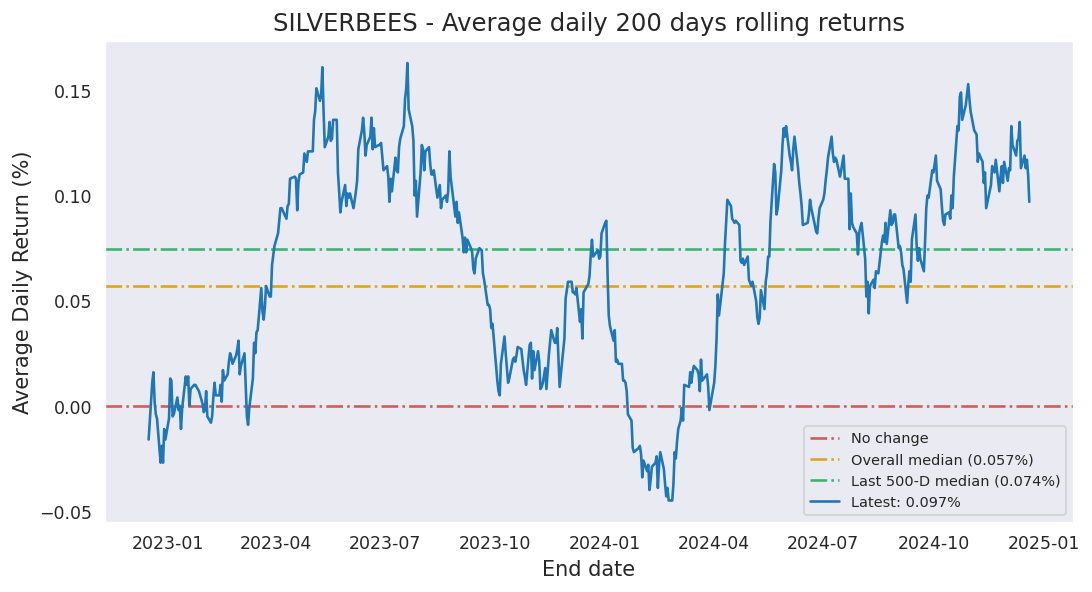 SILVERBEES - Average daily 200 days rolling returns
Average Daily Return (%)
0.15
0.10
0.05
0.00
−0.05
No change
Overall median (0.057%)
Last 500-D median (0.074%)
Latest: 0.097%
2023-01 2023-04 2023-07 2023-10 2024-01 2024-04 2024-07 2024-10 2025-01
End date